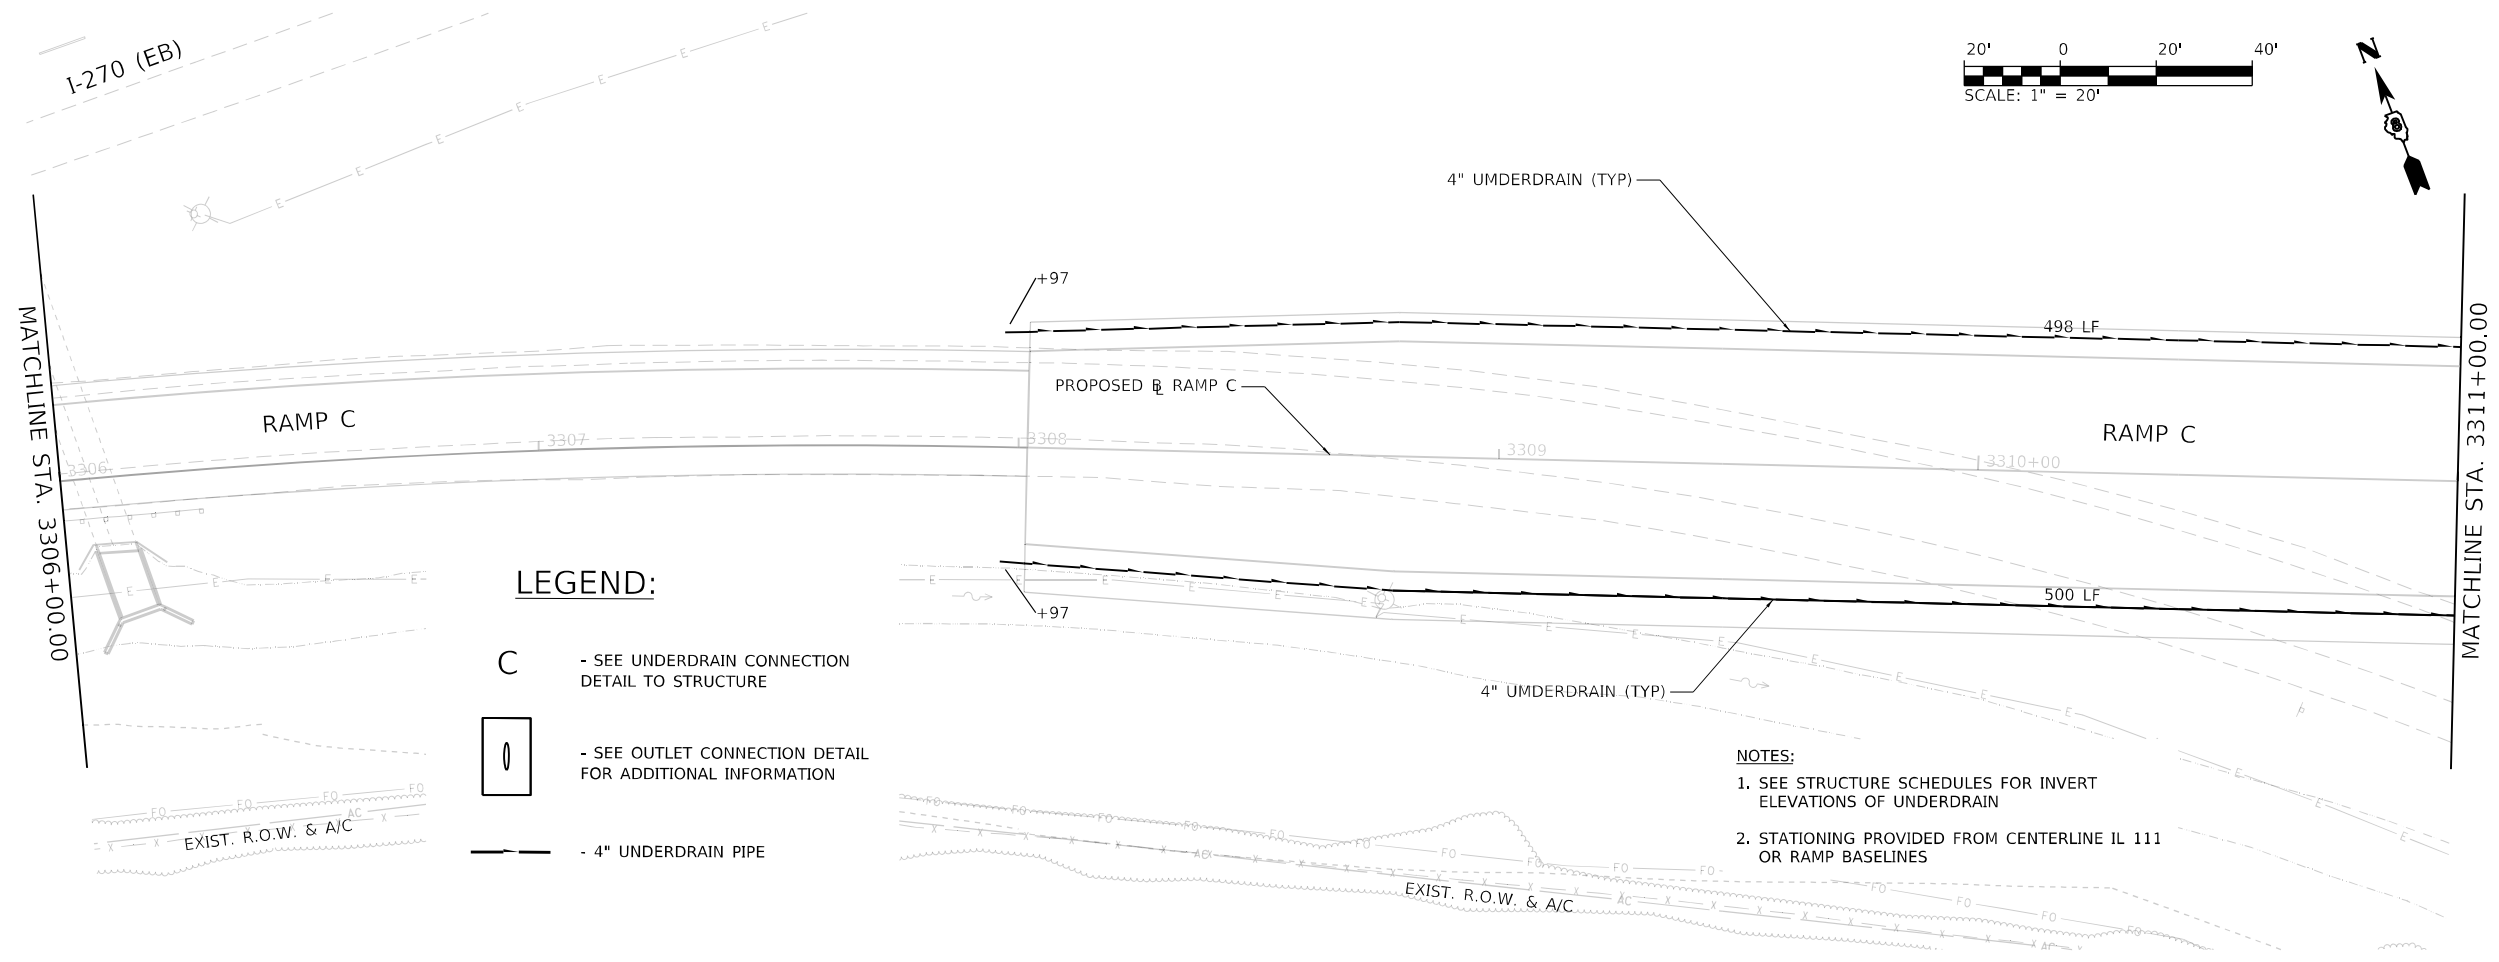 I-270 (EB)
20' 0 20' 40'
SCALE: 1" = 20'
N
4" UMDERDRAIN (TYP)
+97
498 LF
MATCHLINE STA. 3306+00.00
MATCHLINE STA. 3311+00.00
PROPOSED BL RAMP C
RAMP C
RAMP C
3306
3307
3308
3309
3310+00
+97
500 LF
4" UMDERDRAIN (TYP)
LEGEND:
C - SEE UNDERDRAIN CONNECTION
DETAIL TO STRUCTURE
- SEE OUTLET CONNECTION DETAIL
FOR ADDITIONAL INFORMATION
- 4" UNDERDRAIN PIPE
NOTES:
1. SEE STRUCTURE SCHEDULES FOR INVERT
ELEVATIONS OF UNDERDRAIN
2. STATIONING PROVIDED FROM CENTERLINE IL 111
OR RAMP BASELINES
EXIST. R.O.W. & A/C
EXIST. R.O.W. & A/C